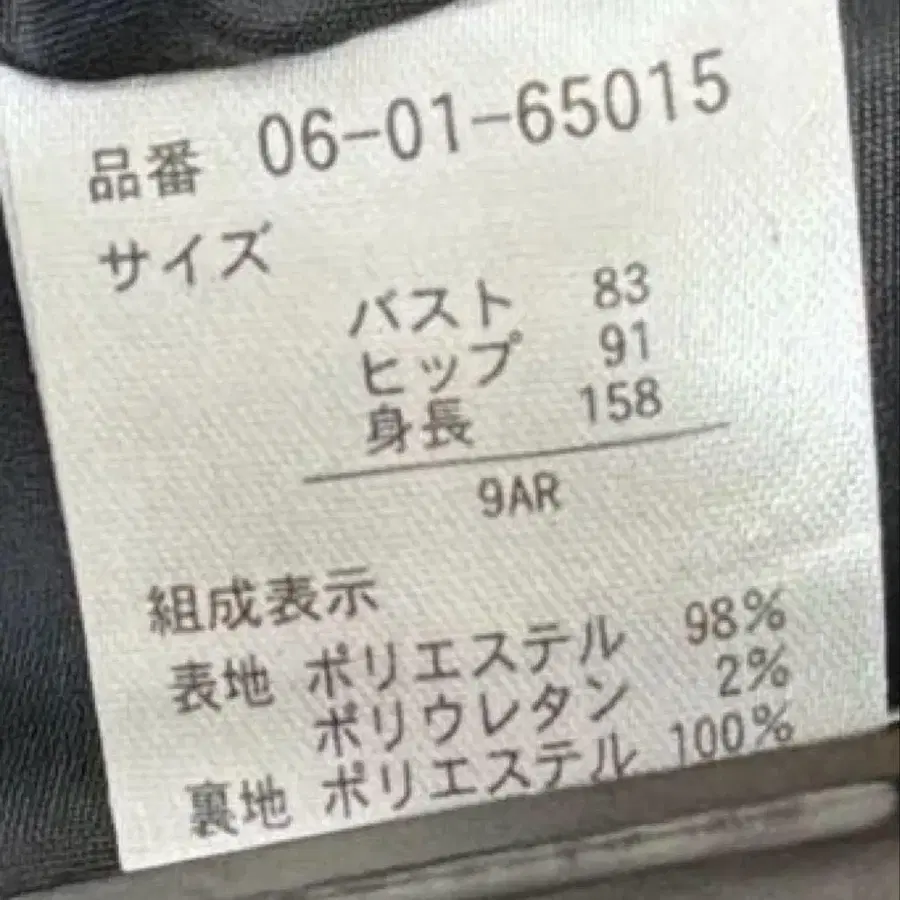 品番 06-01-65015
サイズ
バスト 83
ヒップ 91
身長 158
9AR
組成表示
表地 ポリエステル 98%
ポリウレタン 2%
裏地 ポリエステル 100%